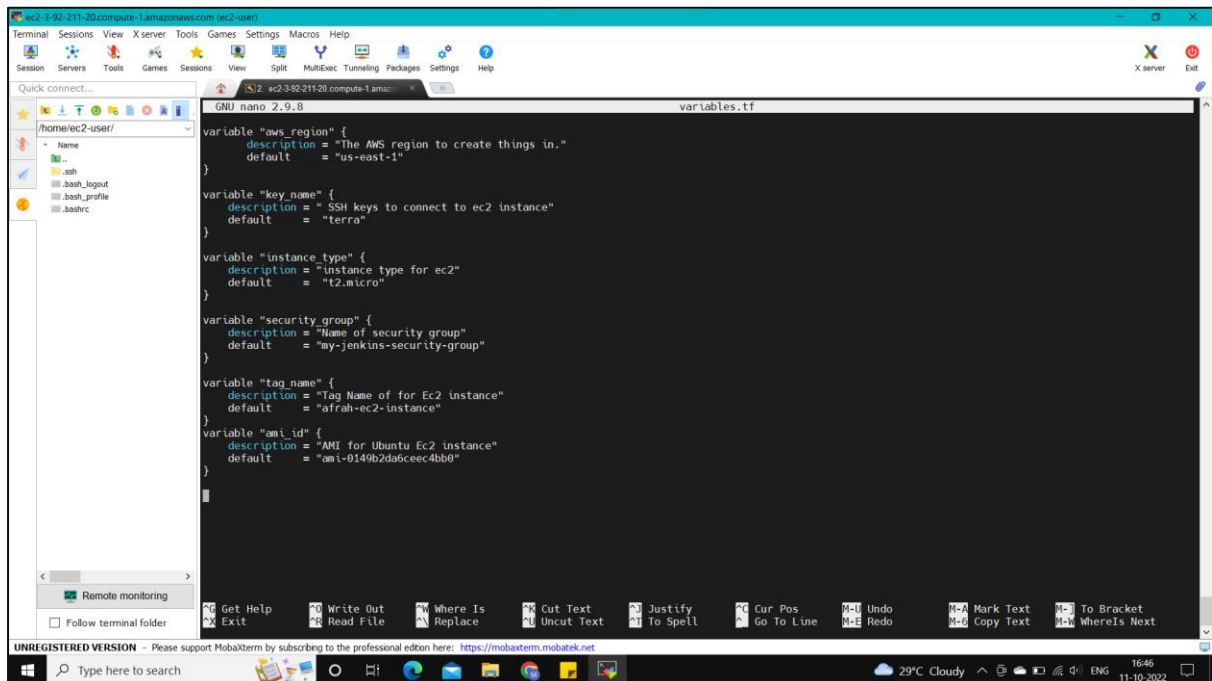 ec2-3-92-211-20.compute-1.amazonaws.com (ec2-user)
Terminal Sessions View X server Tools Games Settings Macros Help
Session Servers Tools Games Sessions View Split MultiExec Tunneling Packages Settings Help X server Exit
Quick connect...
2. ec2-3-92-211-20.compute-1.amazo
/home/ec2-user/
Name
..
.ssh
.bash_logout
.bash_profile
.bashrc
GNU nano 2.9.8 variables.tf
variable "aws_region" {
description = "The AWS region to create things in."
default = "us-east-1"
}
variable "key_name" {
description = " SSH keys to connect to ec2 instance"
default = "terra"
}
variable "instance_type" {
description = "instance type for ec2"
default = "t2.micro"
}
variable "security_group" {
description = "Name of security group"
default = "my-jenkins-security-group"
}
variable "tag_name" {
description = "Tag Name of for Ec2 instance"
default = "afrah-ec2-instance"
}
variable "ami_id" {
description = "AMI for Ubuntu Ec2 instance"
default = "ami-0149b2da6ceec4bb0"
}
^G Get Help ^O Write Out ^W Where Is ^K Cut Text ^J Justify ^C Cur Pos M-U Undo M-A Mark Text M-] To Bracket
^X Exit ^R Read File ^\ Replace ^U Uncut Text ^T To Spell ^_ Go To Line M-E Redo M-6 Copy Text M-W WhereIs Next
Remote monitoring
Follow terminal folder
UNREGISTERED VERSION - Please support MobaXterm by subscribing to the professional edition here: https://mobaxterm.mobatek.net
Type here to search
29°C Cloudy ENG
16:46
11-10-2022